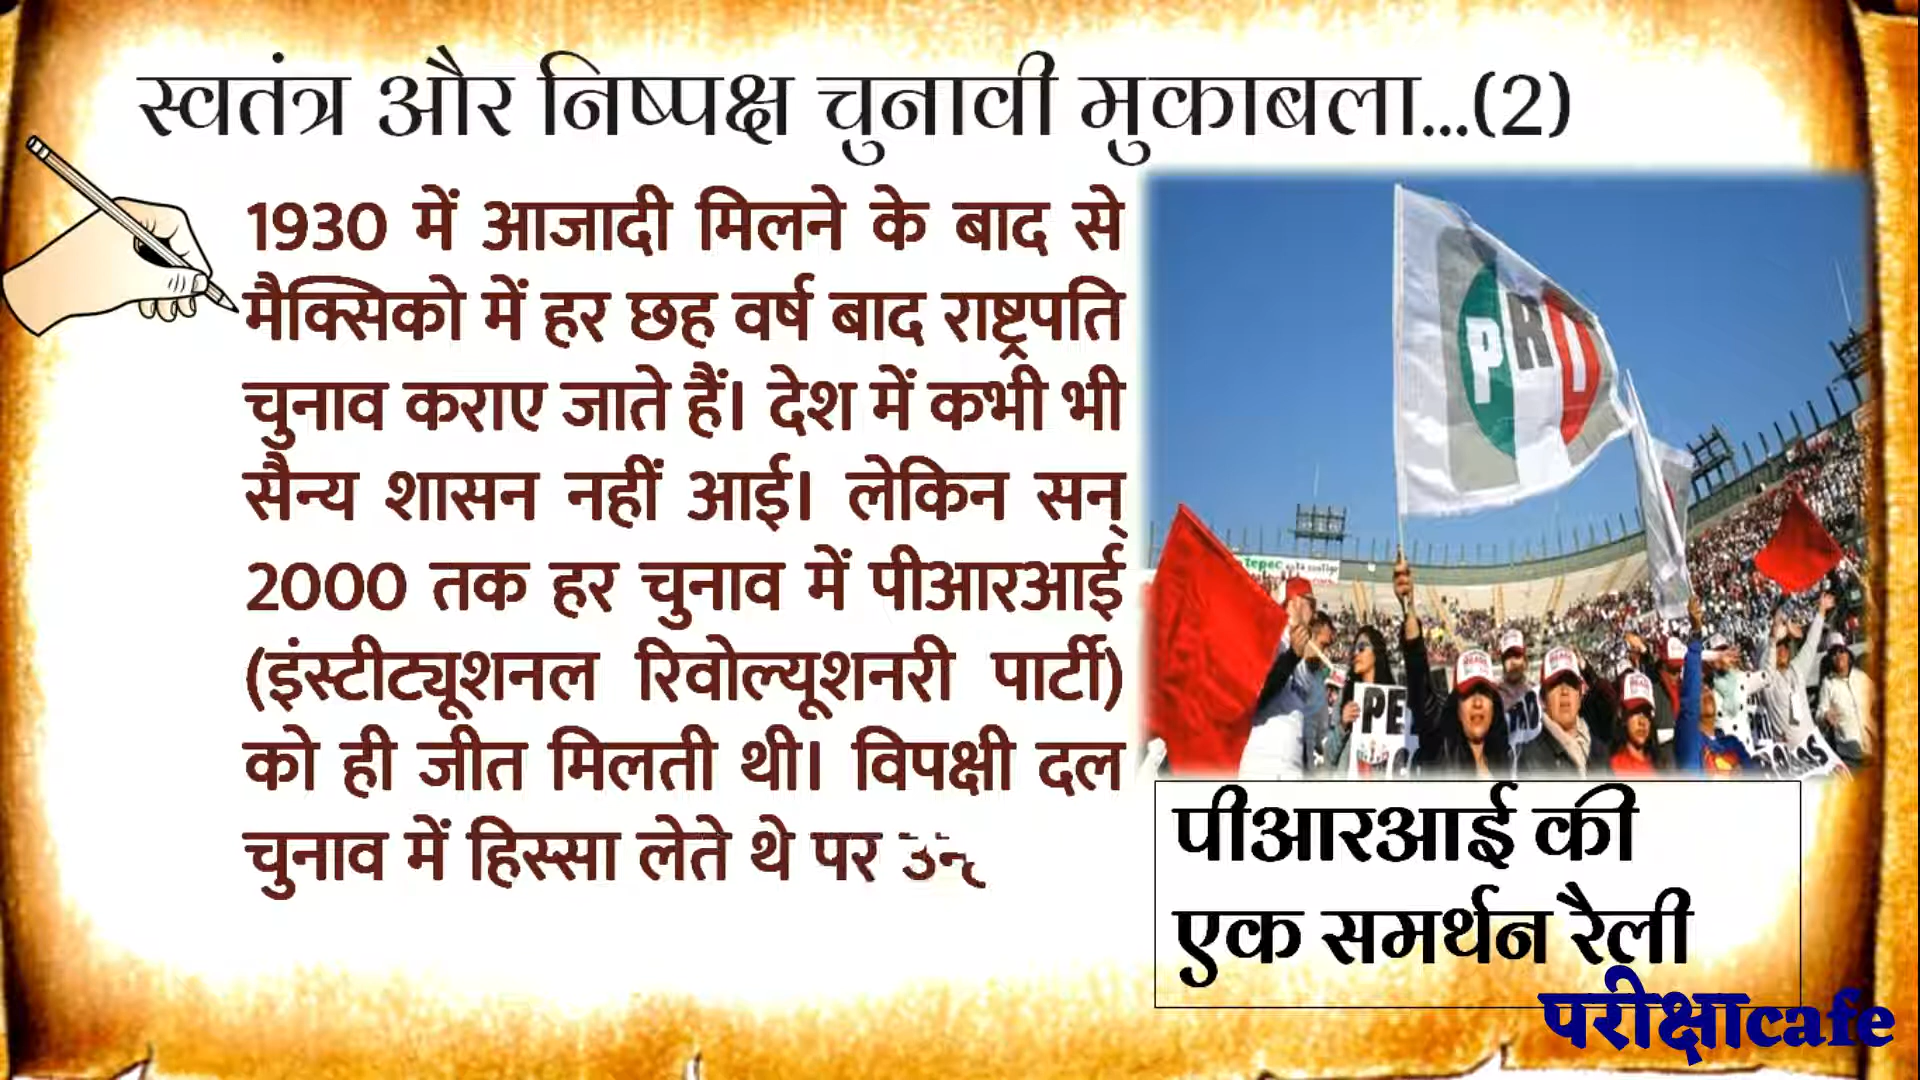 स्वतंत्र और निष्पक्ष चुनावी मुकाबला...(2)
1930 में आजादी मिलने के बाद से
मैक्सिको में हर छह वर्ष बाद राष्ट्रपति
चुनाव कराए जाते हैं। देश में कभी भी
सैन्य शासन नहीं आई। लेकिन सन्
2000 तक हर चुनाव में पीआरआई
(इंस्टीट्यूशनल रिवोल्यूशनरी पार्टी)
को ही जीत मिलती थी। विपक्षी दल
चुनाव में हिस्सा लेते थे पर
PRI
पीआरआई की
एक समर्थन रैली
परीक्षाcafe